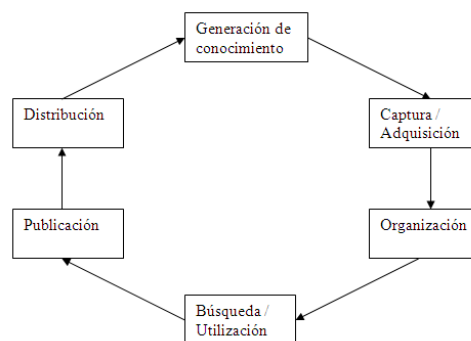 Generación de
conocimiento
Distribución
Captura /
Adquisición
Publicación
Organización
Búsqueda /
Utilización